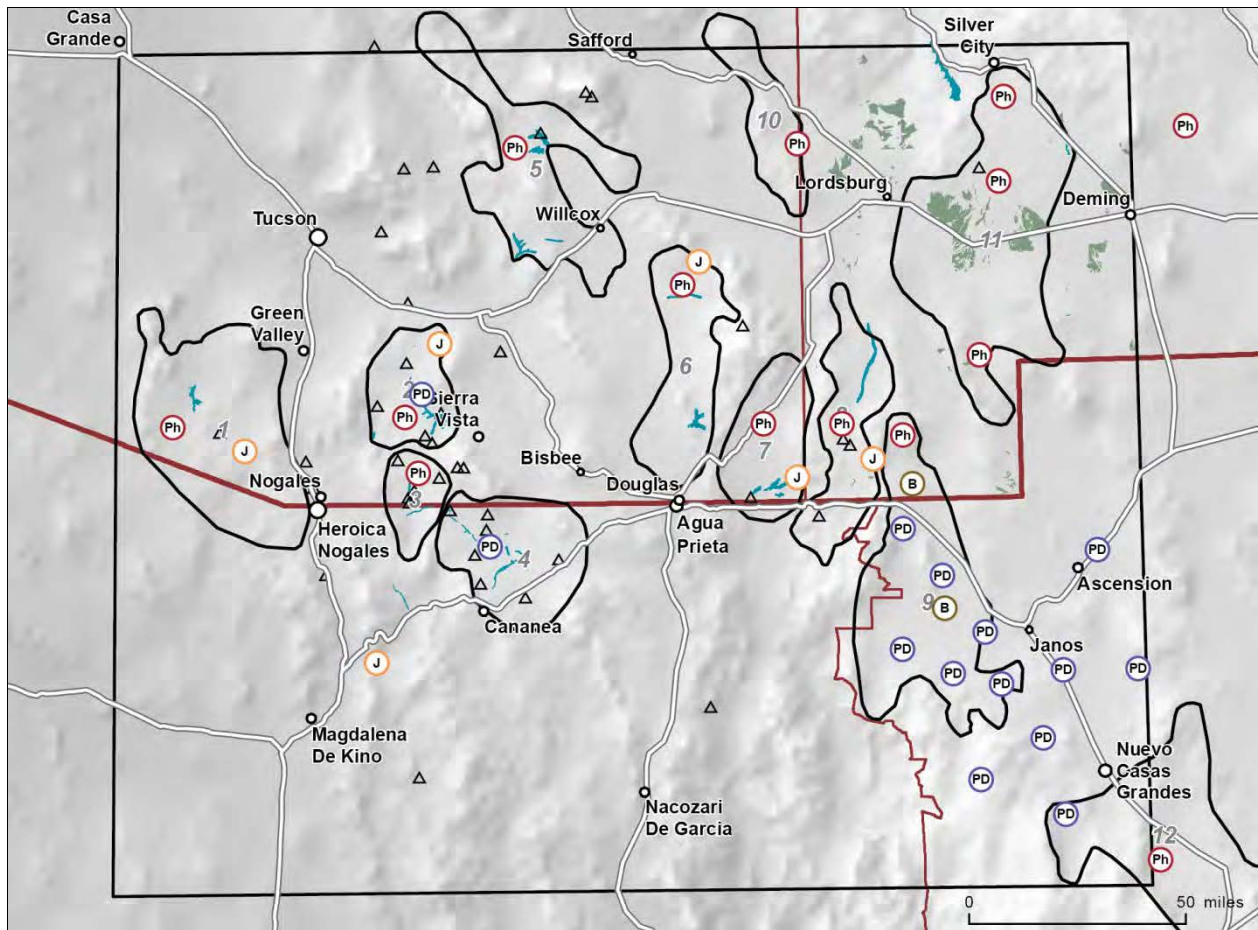 Casa
Grande
Safford
Silver
City
10
Ph
Ph
Ph
Ph
5
Ph
Lordsburg
Willcox
Deming
Tucson
11
J
Ph
Green
Valley
J
Ph
6
2
PD
Sierra
Vista
Ph
Ph
1
J
Ph
7
Ph
8
Ph
J
Bisbee
Nogales
Ph
3
Douglas
J
B
Heroica
Nogales
Agua
Prieta
PD
PD
4
PD
Ascension
PD
9
B
Cananea
PD
Janos
J
PD
PD
PD
PD
PD
Magdalena
De Kino
PD
Nuevo
Casas
Grandes
PD
Nacozari
De Garcia
PD
12
Ph
0
50 miles